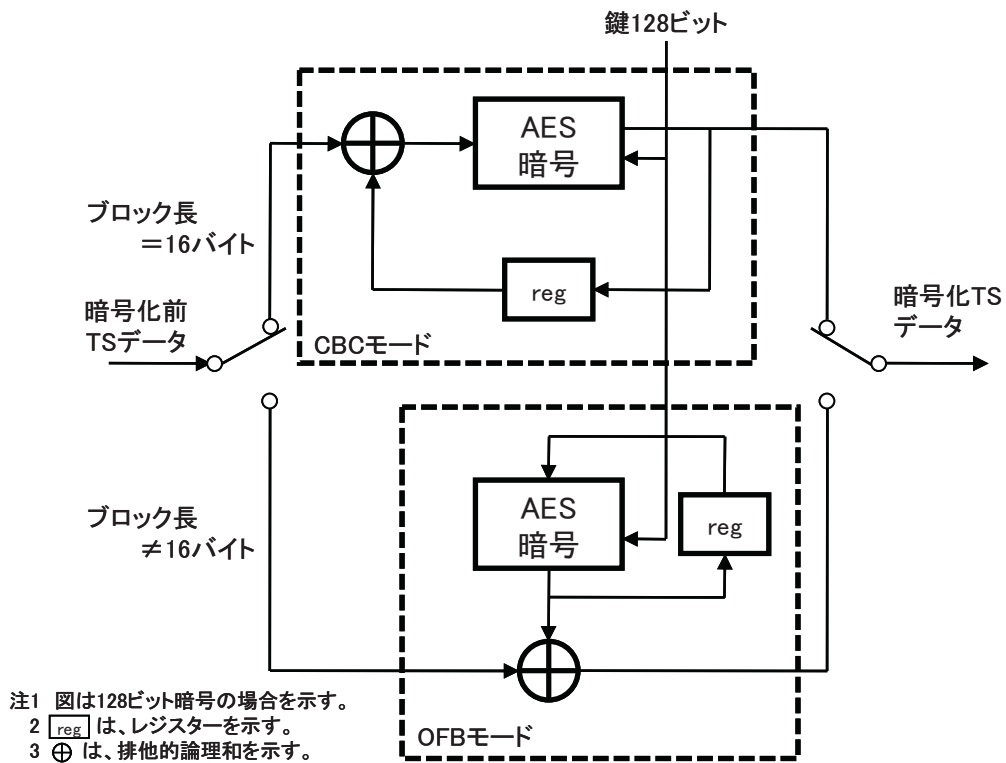 鍵128ビット
AES
暗号
ブロック長
＝16バイト
reg
暗号化前
TSデータ
暗号化TS
データ
CBCモード
AES
暗号
reg
ブロック長
≠16バイト
OFBモード
注1 図は128ビット暗号の場合を示す。
2 reg は、レジスターを示す。
3 ⊕ は、排他的論理和を示す。